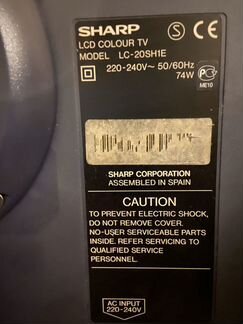 SHARP
LCD COLOUR TV
MODEL LC-20SH1E
220-240V~ 50/60Hz
74W
ME10
SHARP CORPORATION
ASSEMBLED IN SPAIN
CAUTION
TO PREVENT ELECTRIC SHOCK,
DO NOT REMOVE COVER.
NO-USER SERVICEABLE PARTS
INSIDE. REFER SERVICING TO
QUALIFIED SERVICE
PERSONNEL.
AC INPUT
220-240V